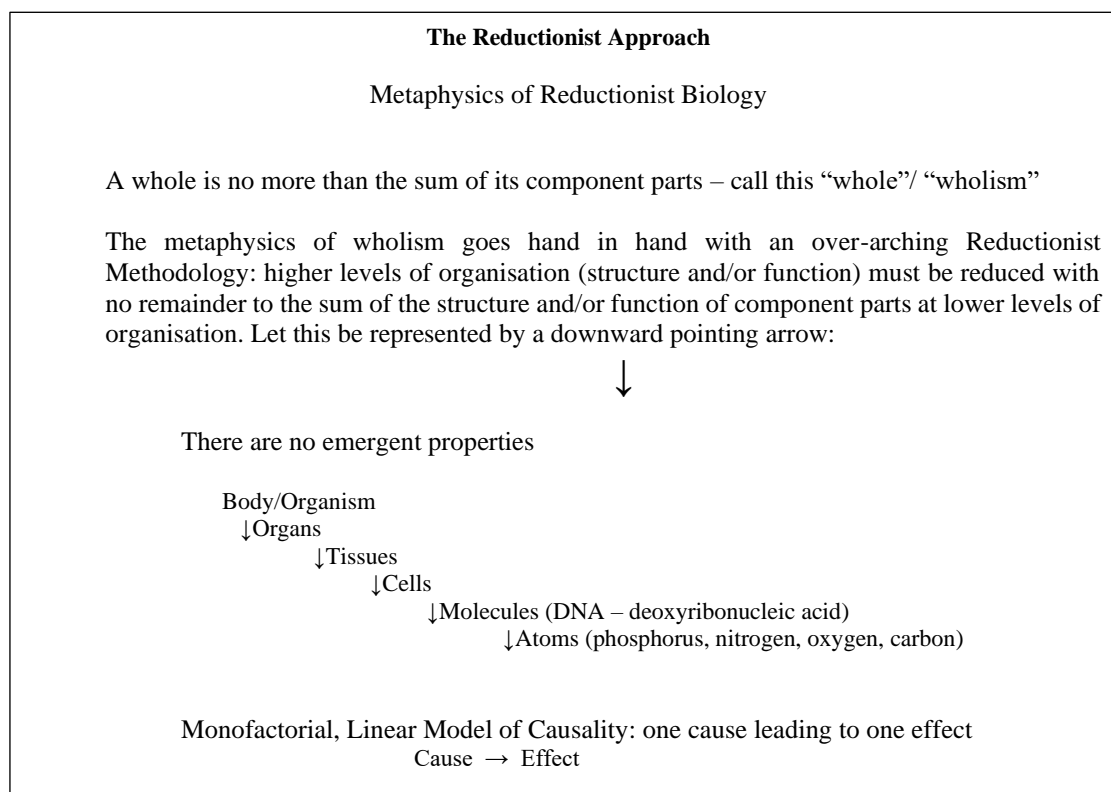 The Reductionist Approach
Metaphysics of Reductionist Biology
A whole is no more than the sum of its component parts – call this “whole”/ “wholism”
The metaphysics of wholism goes hand in hand with an over-arching Reductionist
Methodology: higher levels of organisation (structure and/or function) must be reduced with
no remainder to the sum of the structure and/or function of component parts at lower levels of
organisation. Let this be represented by a downward pointing arrow:
↓
There are no emergent properties
Body/Organism
↓Organs
↓Tissues
↓Cells
↓Molecules (DNA – deoxyribonucleic acid)
↓Atoms (phosphorus, nitrogen, oxygen, carbon)
Monofactorial, Linear Model of Causality: one cause leading to one effect
Cause → Effect